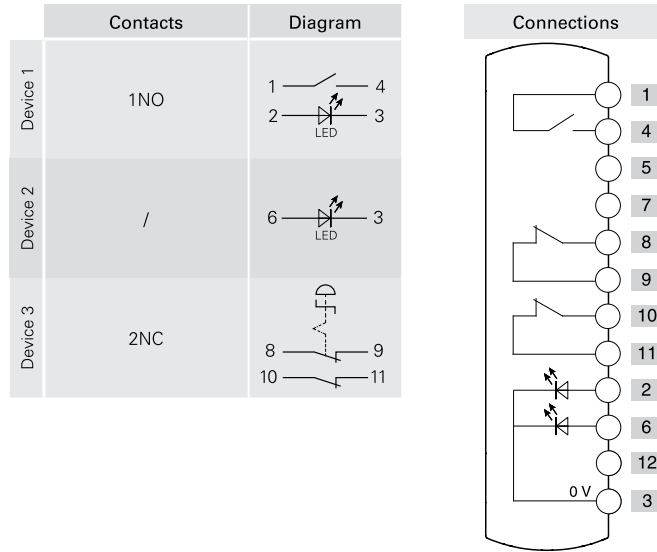 Contacts Diagram
Device 1
1NO
1 4
2 3
LED
Device 2
/
6 3
LED
Device 3
2NC
8 9
10 11
Connections
1
4
5
7
8
9
10
11
2
6
12
0 V 3